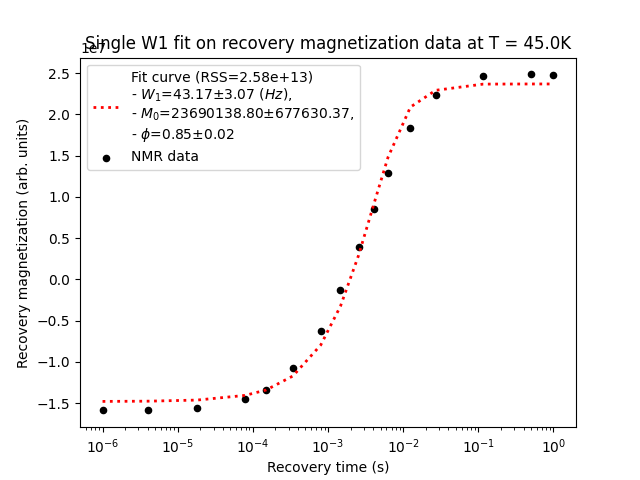 Single W1 fit on recovery magnetization data at T = 45.0K
1e7
Fit curve (RSS=2.58e+13)
- W₁=43.17±3.07 (Hz),
- M₀=23690138.80±677630.37,
- ϕ=0.85±0.02
NMR data
2.5
2.0
1.5
1.0
0.5
0.0
−0.5
−1.0
−1.5
Recovery magnetization (arb. units)
10⁻⁶ 10⁻⁵ 10⁻⁴ 10⁻³ 10⁻² 10⁻¹ 10⁰
Recovery time (s)